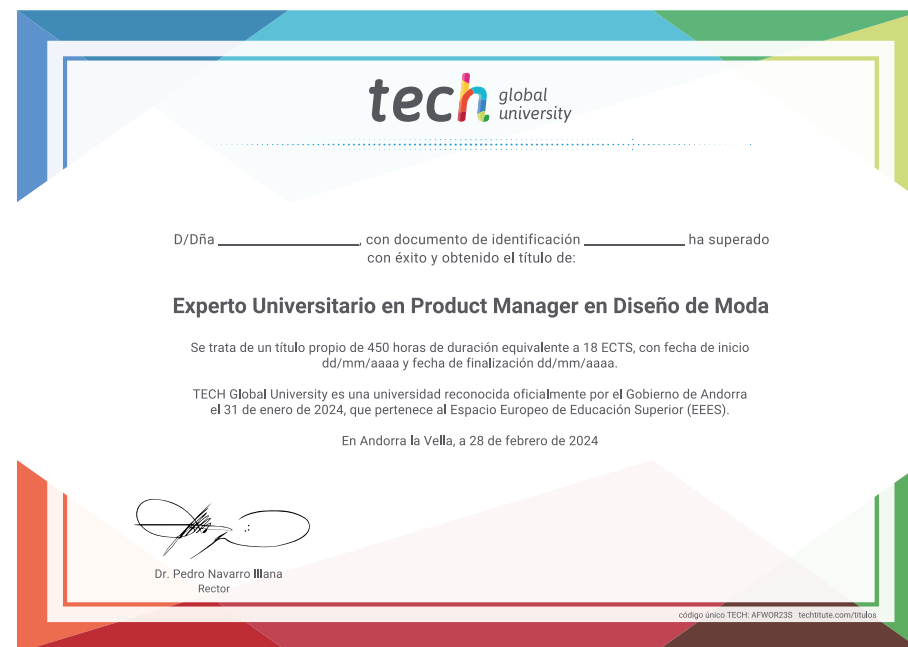 tech global university
D/Dña ____________________, con documento de identificación ______________ ha superado
con éxito y obtenido el título de:
Experto Universitario en Product Manager en Diseño de Moda
Se trata de un título propio de 450 horas de duración equivalente a 18 ECTS, con fecha de inicio
dd/mm/aaaa y fecha de finalización dd/mm/aaaa.
TECH Global University es una universidad reconocida oficialmente por el Gobierno de Andorra
el 31 de enero de 2024, que pertenece al Espacio Europeo de Educación Superior (EEES).
En Andorra la Vella, a 28 de febrero de 2024
Dr. Pedro Navarro Illana
Rector
código único TECH: AFWOR23S techtitute.com/titulos